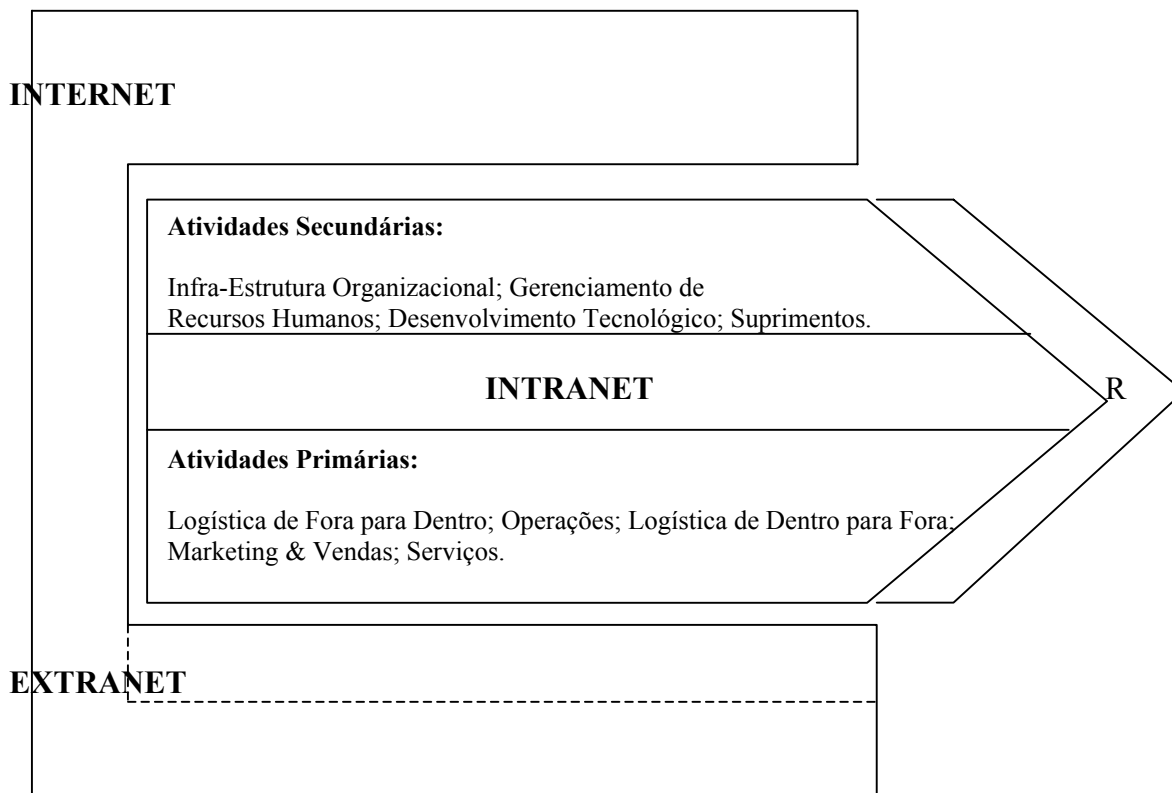 INTERNET
Atividades Secundárias:
Infra-Estrutura Organizacional; Gerenciamento de
Recursos Humanos; Desenvolvimento Tecnológico; Suprimentos.
INTRANET
R
Atividades Primárias:
Logística de Fora para Dentro; Operações; Logística de Dentro para Fora;
Marketing & Vendas; Serviços.
EXTRANET